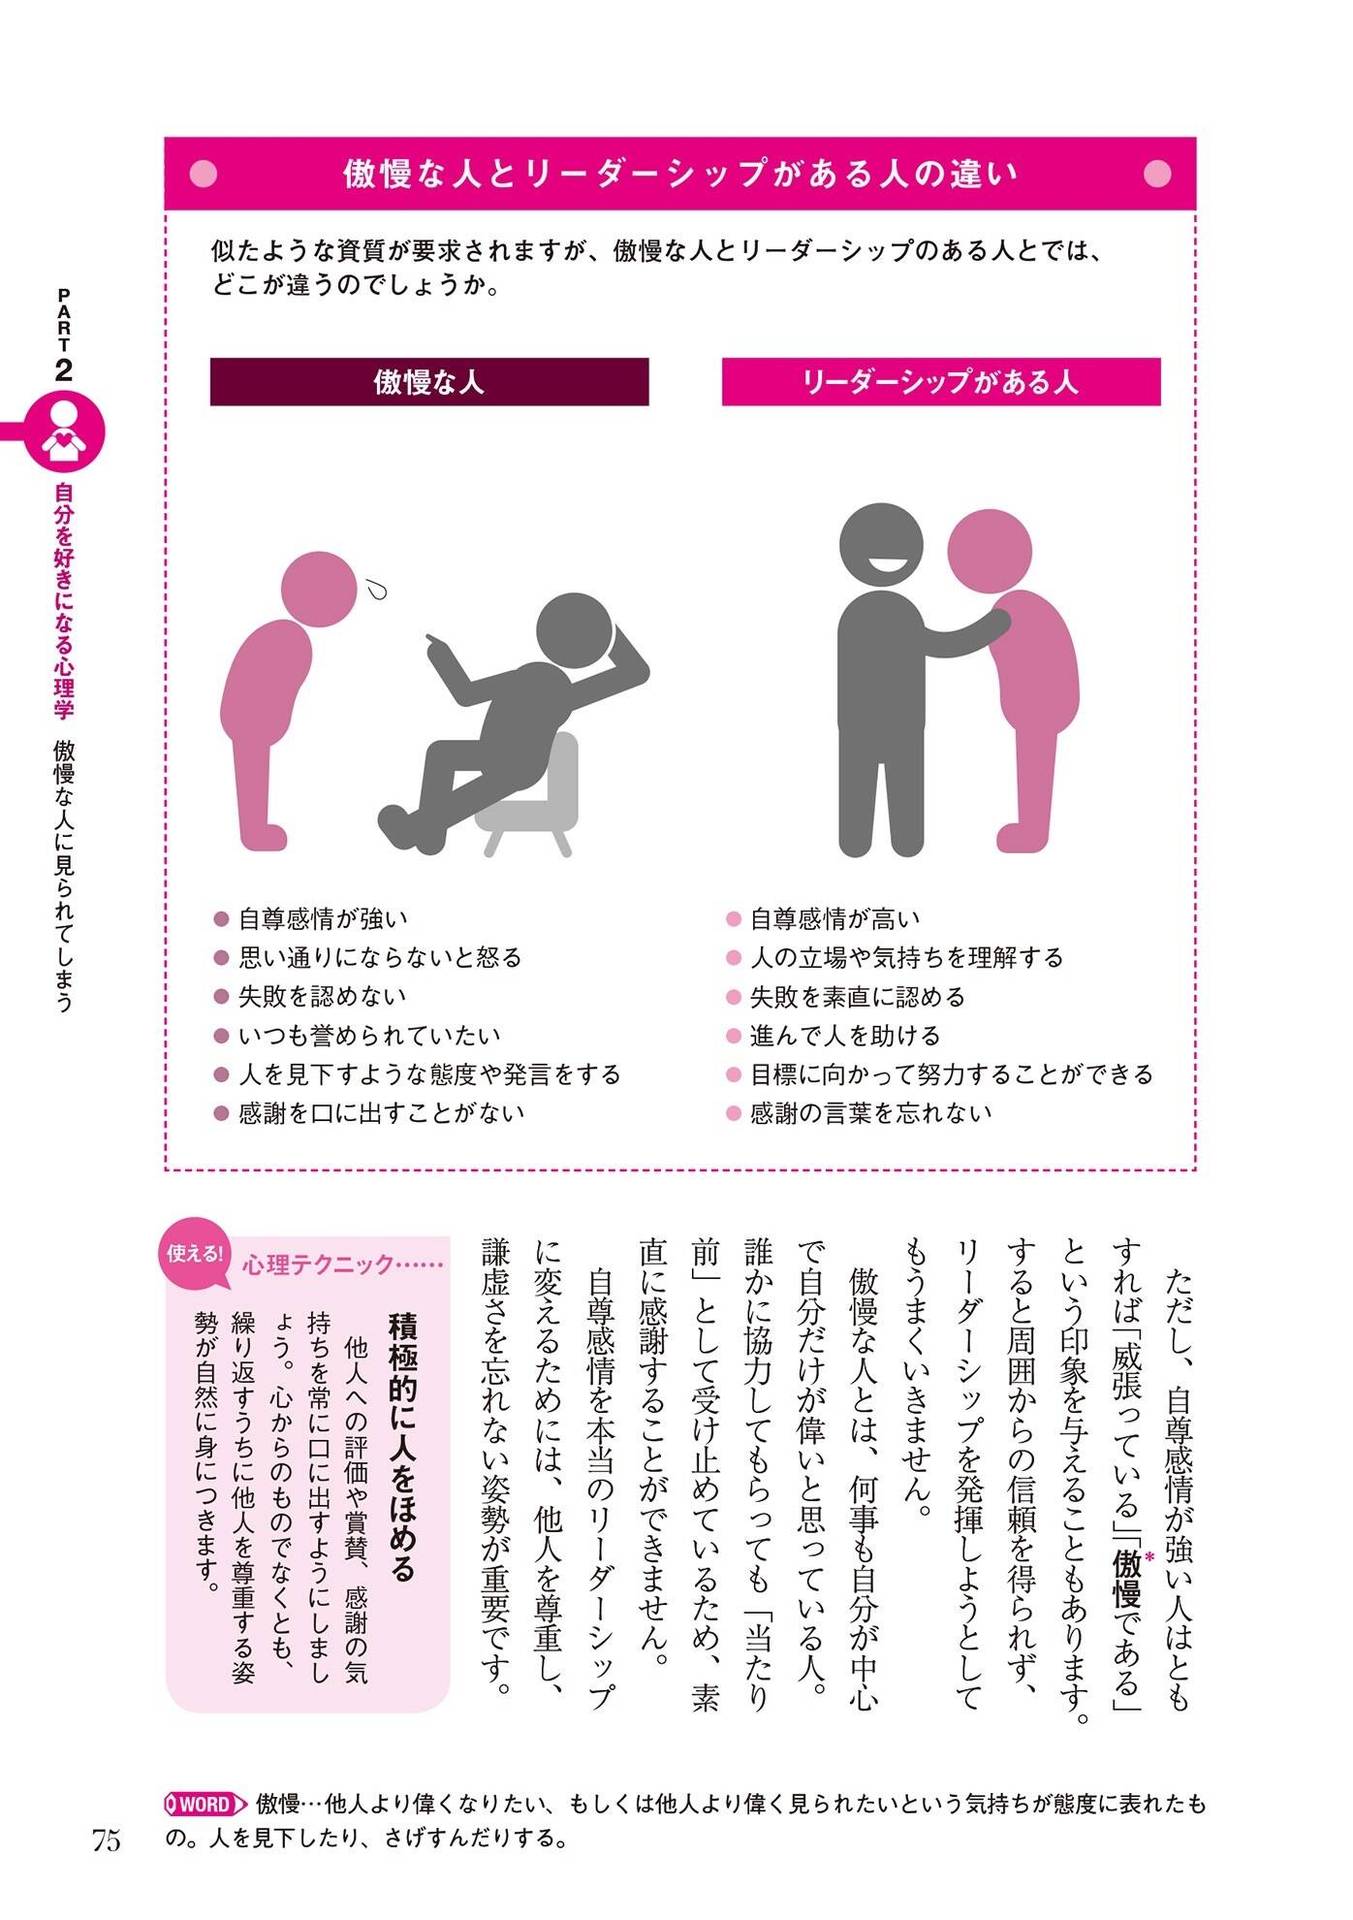 傲慢な人とリーダーシップがある人の違い
似たような資質が要求されますが、傲慢な人とリーダーシップのある人とでは、
どこが違うのでしょうか。
傲慢な人
自尊感情が強い
思い通りにならないと怒る
失敗を認めない
いつも誉められていたい
人を見下すような態度や発言をする
感謝を口に出すことがない
リーダーシップがある人
自尊感情が高い
人の立場や気持ちを理解する
失敗を素直に認める
進んで人を助ける
目標に向かって努力することができる
感謝の言葉を忘れない
PART2
自分を好きになる心理学 傲慢な人に見られてしまう
ただし、自尊感情が強い人はとも
すれば「威張っている」「傲慢*である」
という印象を与えることもあります。
すると周囲からの信頼を得られず、
リーダーシップを発揮しようとして
もうまくいきません。
傲慢な人とは、何事も自分が中心
で自分だけが偉いと思っている人。
誰かに協力してもらっても「当たり
前」として受け止めているため、素
直に感謝することができません。
自尊感情を本当のリーダーシップ
に変えるためには、他人を尊重し、
謙虚さを忘れない姿勢が重要です。
使える!
心理テクニック……
積極的に人をほめる
他人への評価や賞賛、感謝の気
持ちを常に口に出すようにしまし
ょう。心からのものでなくとも、
繰り返すうちに他人を尊重する姿
勢が自然に身につきます。
WORD 傲慢…他人より偉くなりたい、もしくは他人より偉く見られたいという気持ちが態度に表れたも
の。人を見下したり、さげすんだりする。
75